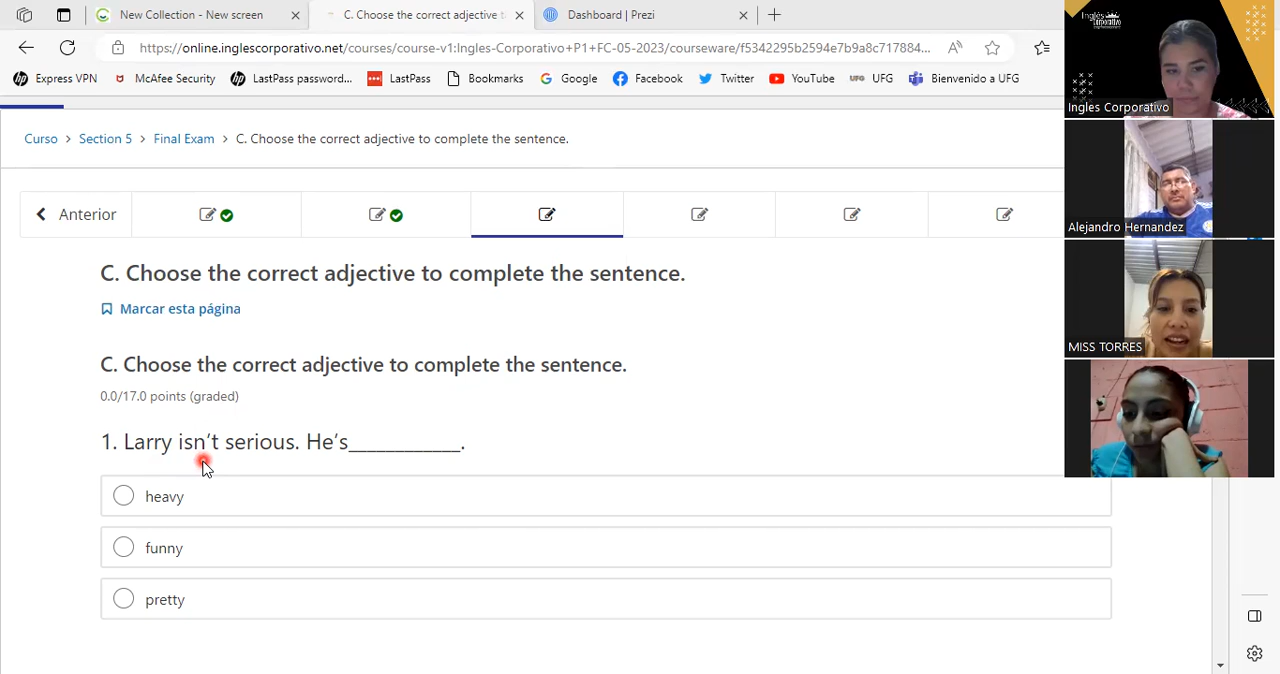 New Collection - New screen
C. Choose the correct adjective t
Dashboard | Prezi
https://online.inglescorporativo.net/courses/course-v1:Ingles-Corporativo+P1+FC-05-2023/courseware/f5342295b2594e7b9a8c717884...
Express VPN
McAfee Security
LastPass password...
LastPass
Bookmarks
Google
Facebook
Twitter
YouTube
UFG
UFG
Bienvenido a UFG
Curso > Section 5 > Final Exam > C. Choose the correct adjective to complete the sentence.
Anterior
C. Choose the correct adjective to complete the sentence.
Marcar esta página
C. Choose the correct adjective to complete the sentence.
0.0/17.0 points (graded)
1. Larry isn't serious. He's____________.
heavy
funny
pretty
Inglés
Corporativo
Ingles Corporativo
Alejandro Hernandez
MISS TORRES